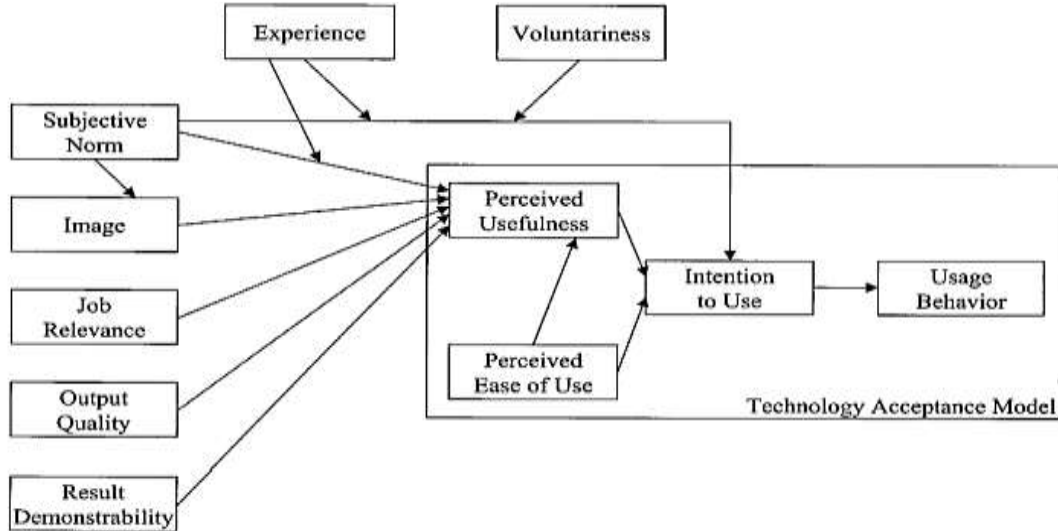 Experience
Voluntariness
Subjective
Norm
Image
Perceived
Usefulness
Job
Relevance
Intention
to Use
Usage
Behavior
Perceived
Ease of Use
Output
Quality
Technology Acceptance Model
Result
Demonstrability